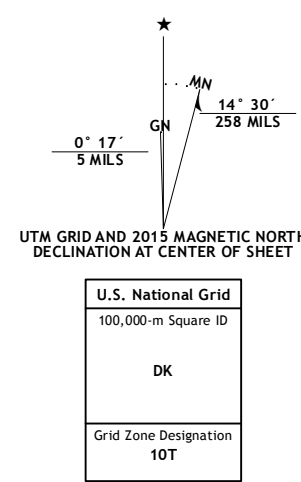 ★
MN
GN
0° 17´
5 MILS
14° 30´
258 MILS
UTM GRID AND 2015 MAGNETIC NORTH
DECLINATION AT CENTER OF SHEET
U.S. National Grid
100,000-m Square ID
DK
Grid Zone Designation
10T